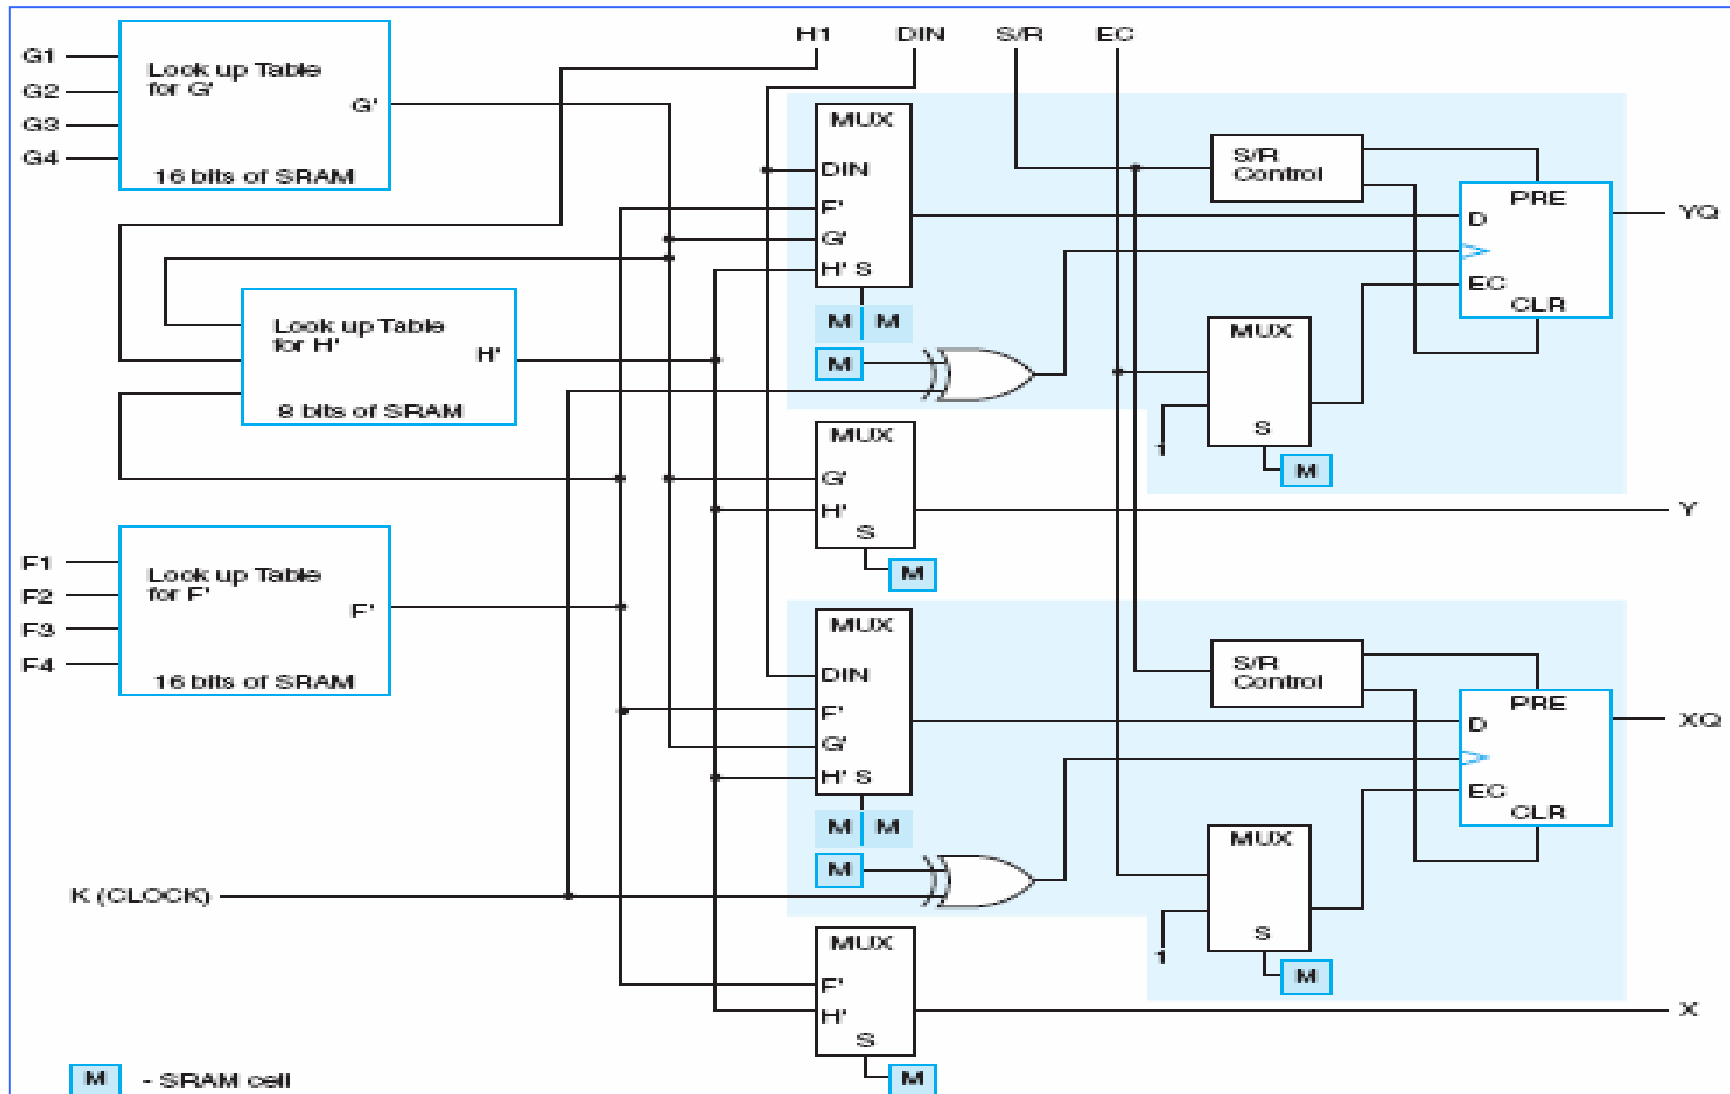 H1 DIN S/R EC
G1
G2
G3
G4
Look up Table
for G'
G'
16 bits of SRAM
MUX
DIN
F'
G'
H' S
M M
M
S/R
Control
PRE
D
EC
CLR
YQ
MUX
1
S
M
Look up Table
for H'
H'
8 bits of SRAM
MUX
G'
H'
S
M
Y
F1
F2
F3
F4
Look up Table
for F'
F'
16 bits of SRAM
MUX
DIN
F'
G'
H' S
M M
M
S/R
Control
PRE
D
EC
CLR
XQ
MUX
1
S
M
K (CLOCK)
MUX
F'
H'
S
M
X
M - SRAM cell